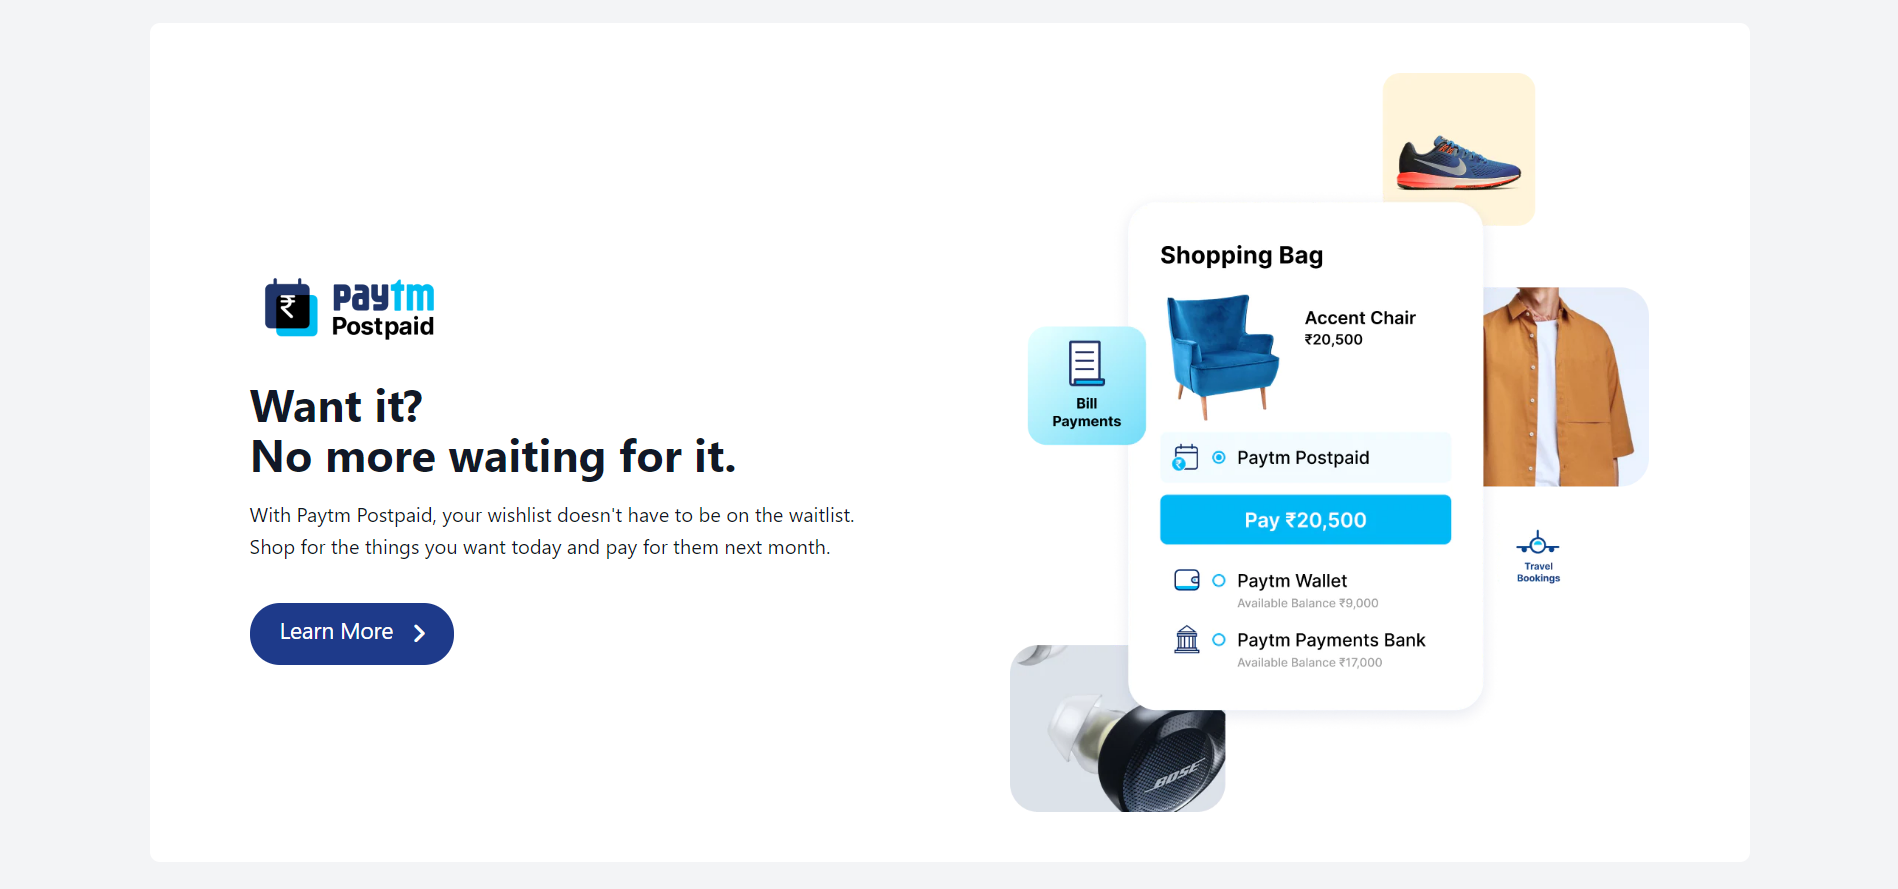 paytm
Postpaid
Want it?
No more waiting for it.
With Paytm Postpaid, your wishlist doesn't have to be on the waitlist.
Shop for the things you want today and pay for them next month.
Learn More
Shopping Bag
Accent Chair
₹20,500
Bill
Payments
Paytm Postpaid
Pay ₹20,500
Paytm Wallet
Available Balance ₹9,000
Paytm Payments Bank
Available Balance ₹17,000
Travel
Bookings
BOSE